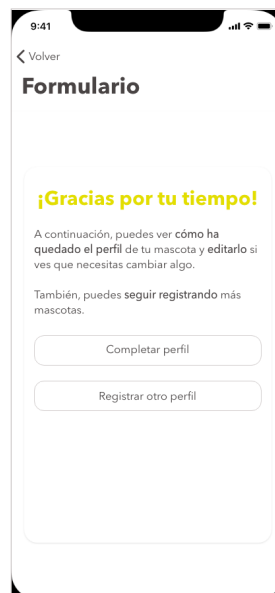 9:41
Volver
Formulario
¡Gracias por tu tiempo!
A continuación, puedes ver cómo ha
quedado el perfil de tu mascota y editarlo si
ves que necesitas cambiar algo.
También, puedes seguir registrando más
mascotas.
Completar perfil
Registrar otro perfil